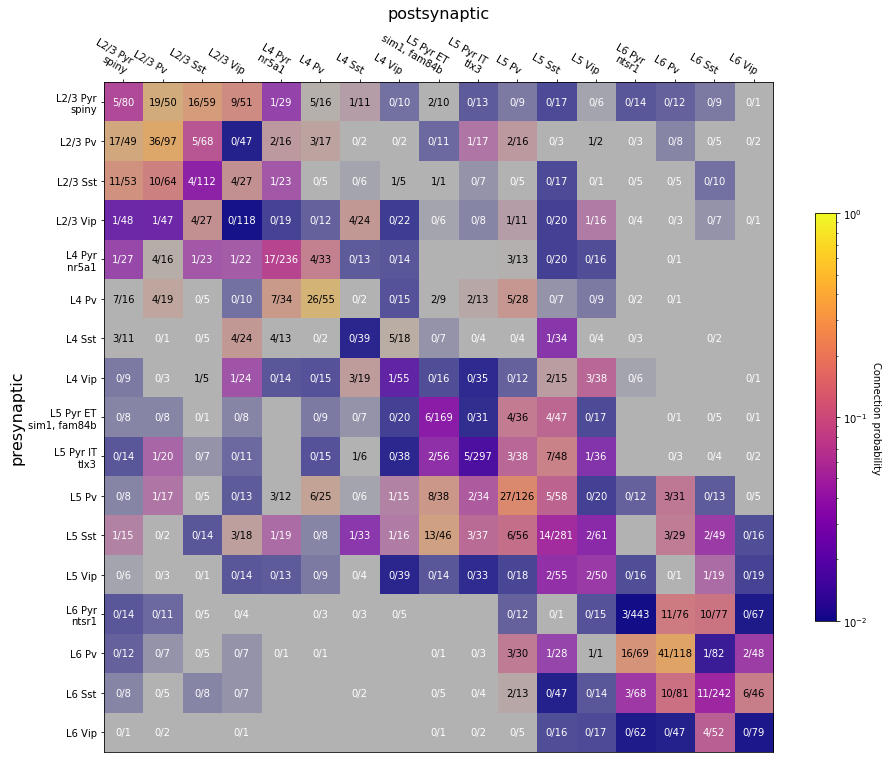 postsynaptic
L2/3 Pyr
spiny
L2/3 Pv
L2/3 Sst
L2/3 Vip
L4 Pyr
nr5a1
L4 Pv
L4 Sst
L4 Vip
L5 Pyr ET
sim1, fam84b
L5 Pyr IT
tlx3
L5 Pv
L5 Sst
L5 Vip
L6 Pyr
ntsr1
L6 Pv
L6 Sst
L6 Vip
presynaptic
L2/3 Pyr
spiny
5/80 19/50 16/59 9/51 1/29 5/16 1/11 0/10 2/10 0/13 0/9 0/17 0/6 0/14 0/12 0/9 0/1
L2/3 Pv 17/49 36/97 5/68 0/47 2/16 3/17 0/2 0/2 0/11 1/17 2/16 0/3 1/2 0/3 0/8 0/5 0/2
L2/3 Sst 11/53 10/64 4/112 4/27 1/23 0/5 0/6 1/5 1/1 0/7 0/5 0/17 0/1 0/5 0/5 0/10
L2/3 Vip 1/48 1/47 4/27 0/118 0/19 0/12 4/24 0/22 0/6 0/8 1/11 0/20 1/16 0/4 0/3 0/7 0/1
L4 Pyr
nr5a1
1/27 4/16 1/23 1/22 17/236 4/33 0/13 0/14 3/13 0/20 0/16 0/1
L4 Pv 7/16 4/19 0/5 0/10 7/34 26/55 0/2 0/15 2/9 2/13 5/28 0/7 0/9 0/2 0/1
L4 Sst 3/11 0/1 0/5 4/24 4/13 0/2 0/39 5/18 0/7 0/4 0/4 1/34 0/4 0/3 0/2
L4 Vip 0/9 0/3 1/5 1/24 0/14 0/15 3/19 1/55 0/16 0/35 0/12 2/15 3/38 0/6 0/1
L5 Pyr ET
sim1, fam84b
0/8 0/8 0/1 0/8 0/9 0/7 0/20 6/169 0/31 4/36 4/47 0/17 0/1 0/5 0/1
L5 Pyr IT
tlx3
0/14 1/20 0/7 0/11 0/15 1/6 0/38 2/56 5/297 3/38 7/48 1/36 0/3 0/4 0/2
L5 Pv 0/8 1/17 0/5 0/13 3/12 6/25 0/6 1/15 8/38 2/34 27/126 5/58 0/20 0/12 3/31 0/13 0/5
L5 Sst 1/15 0/2 0/14 3/18 1/19 0/8 1/33 1/16 13/46 3/37 6/56 14/281 2/61 3/29 2/49 0/16
L5 Vip 0/6 0/3 0/1 0/14 0/13 0/9 0/4 0/39 0/14 0/33 0/18 2/55 2/50 0/16 0/1 1/19 0/19
L6 Pyr
ntsr1
0/14 0/11 0/5 0/4 0/3 0/3 0/5 0/12 0/1 0/15 3/443 11/76 10/77 0/67
L6 Pv 0/12 0/7 0/5 0/7 0/1 0/1 0/1 0/3 3/30 1/28 1/1 16/69 41/118 1/82 2/48
L6 Sst 0/8 0/5 0/8 0/7 0/2 0/5 0/4 2/13 0/47 0/14 3/68 10/81 11/242 6/46
L6 Vip 0/1 0/2 0/1 0/1 0/2 0/5 0/16 0/17 0/62 0/47 4/52 0/79
10⁰
10⁻¹
10⁻²
Connection probability